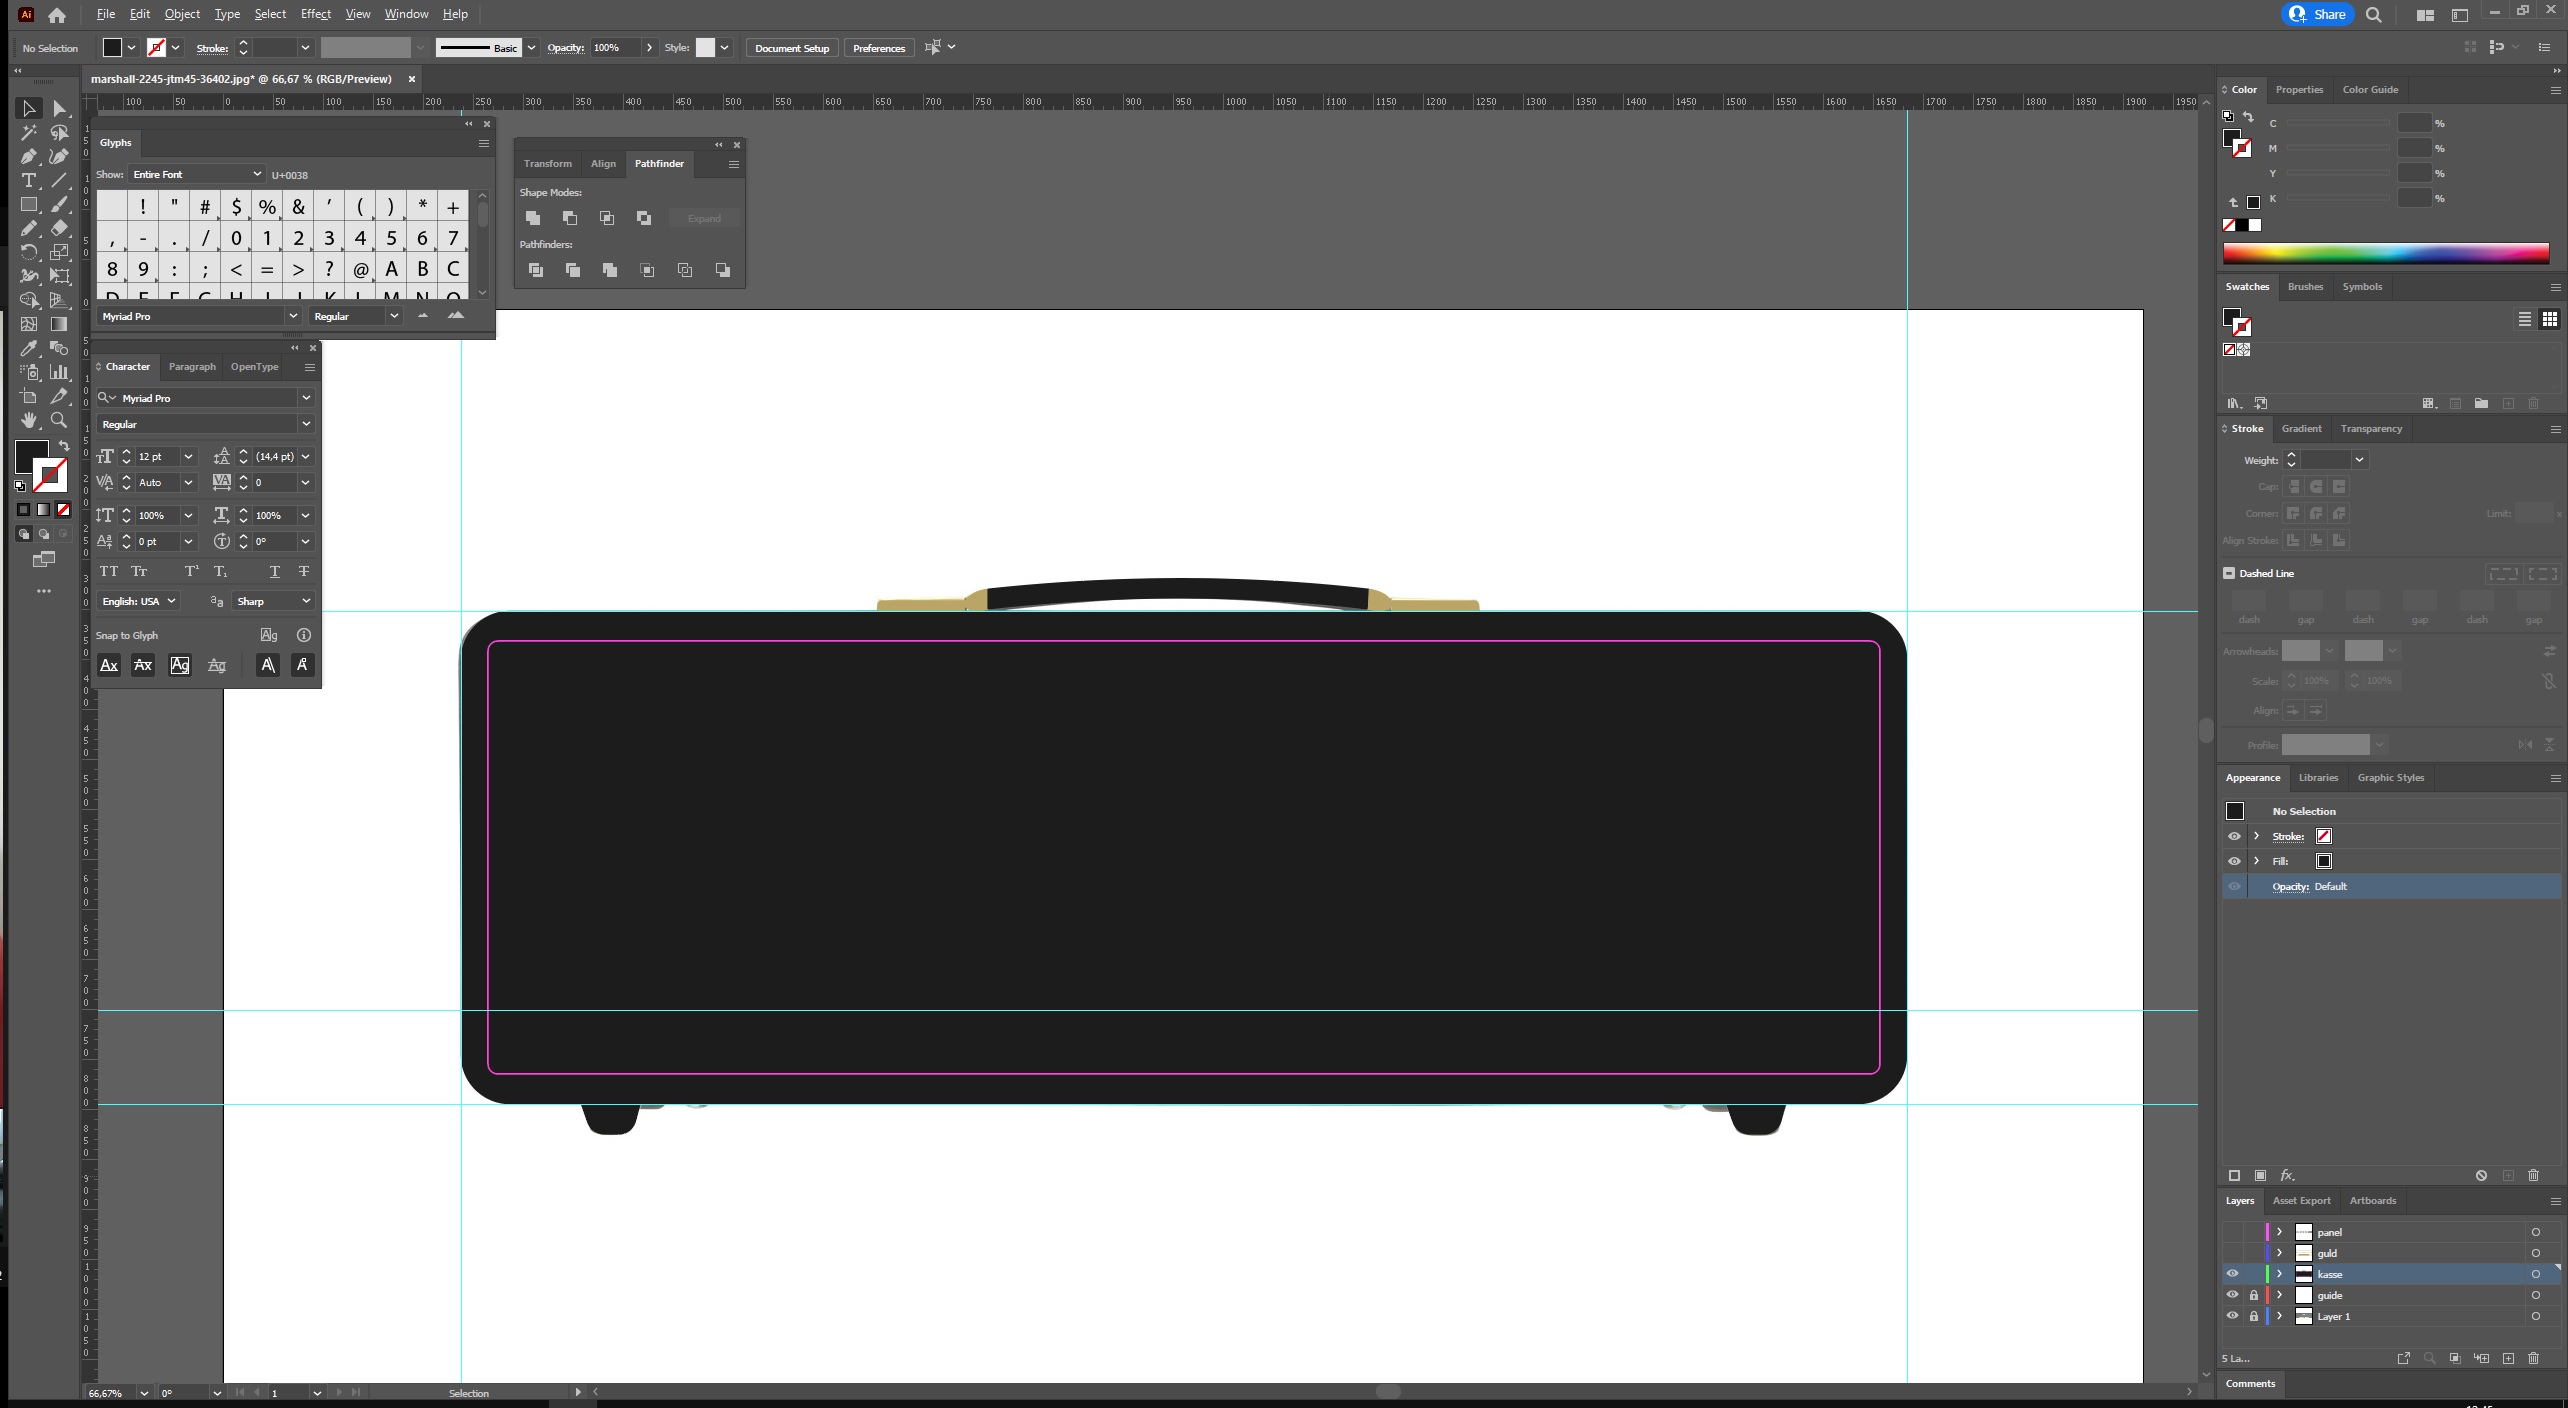 Ai File Edit Object Type Select Effect View Window Help Share
No Selection Stroke: Basic Opacity: 100% Style: Document Setup Preferences
marshall-2245-jtm45-36402.jpg* @ 66,67 % (RGB/Preview)
100 50 0 50 100 150 200 250 300 350 400 450 500 550 600 650 700 750 800 850 900 950 1000 1050 1100 1150 1200 1250 1300 1350 1400 1450 1500 1550 1600 1650 1700 1750 1800 1850 1900 1950
Glyphs
Show: Entire Font U+0038
! " # $ % & ' ( ) * +
, - . / 0 1 2 3 4 5 6 7
8 9 : ; < = > ? @ A B C
D E F G H I J K L M N O
Myriad Pro Regular
Transform Align Pathfinder
Shape Modes:
Expand
Pathfinders:
Character Paragraph OpenType
Myriad Pro
Regular
12 pt (14,4 pt)
Auto 0
100% 100%
0 pt 0°
TT Tr T¹ T₁ T T
English: USA aa Sharp
Snap to Glyph Ag
Ax Ax Ag Ag A A
Color Properties Color Guide
C %
M %
Y %
K %
Swatches Brushes Symbols
Stroke Gradient Transparency
Weight:
Cap:
Corner: Limit: x
Align Stroke:
Dashed Line
dash gap dash gap dash gap
Arrowheads:
Scale: 100% 100%
Align:
Profile:
Appearance Libraries Graphic Styles
No Selection
Stroke:
Fill:
Opacity: Default
fx
Layers Asset Export Artboards
panel
guld
kasse
guide
Layer 1
5 La...
Comments
66,67% 0° 1 Selection